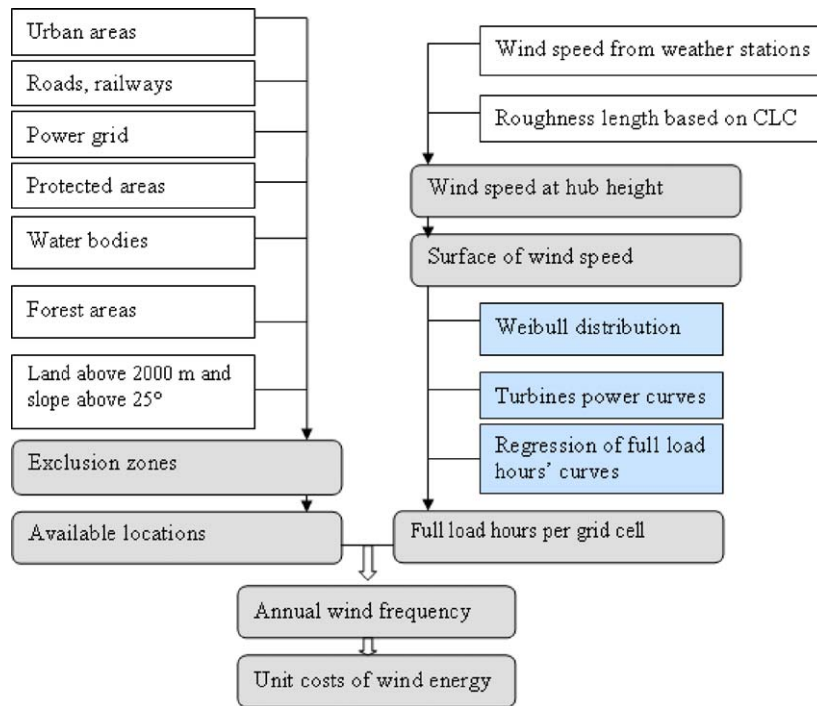 Urban areas
Roads, railways
Power grid
Protected areas
Water bodies
Forest areas
Land above 2000 m and
slope above 25°
Exclusion zones
Available locations
Wind speed from weather stations
Roughness length based on CLC
Wind speed at hub height
Surface of wind speed
Weibull distribution
Turbines power curves
Regression of full load
hours’ curves
Full load hours per grid cell
Annual wind frequency
Unit costs of wind energy